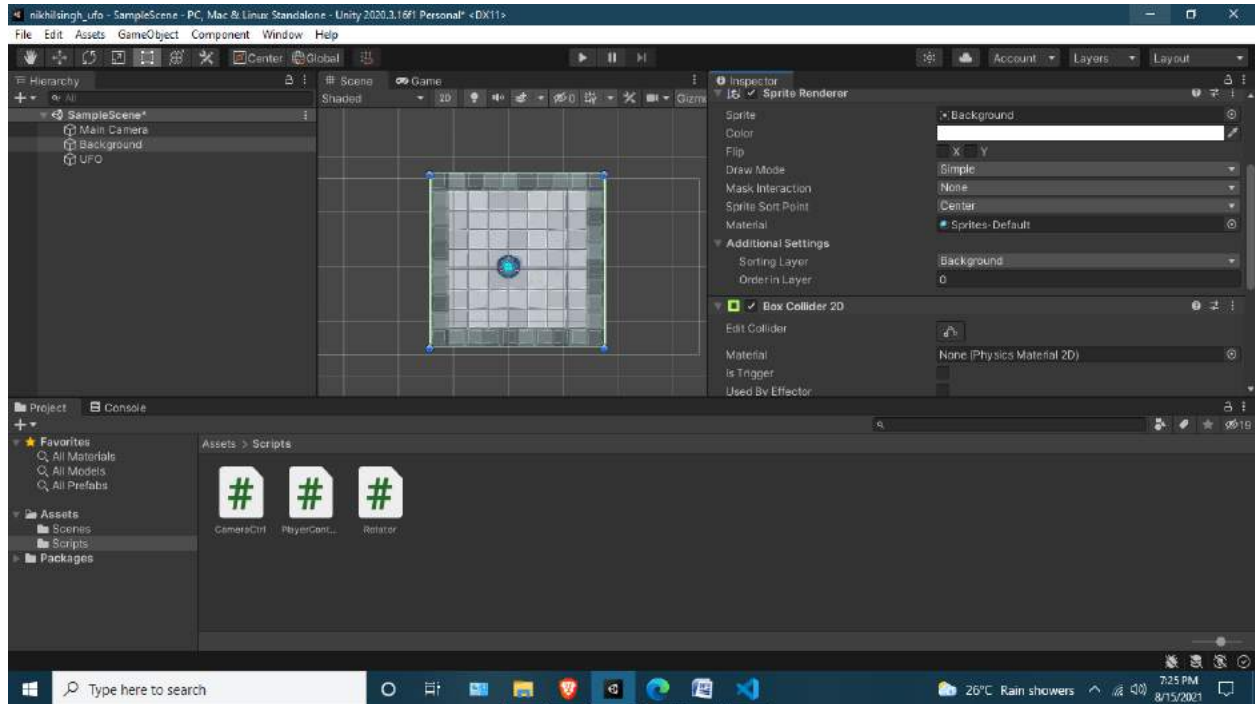 nikhilsingh_ufo - SampleScene - PC, Mac & Linux Standalone - Unity 2020.3.16f1 Personal* <DX11>
File Edit Assets GameObject Component Window Help
Center Global
Account Layers Layout
Hierarchy
All
SampleScene*
Main Camera
Background
UFO
Scene Game
Shaded 2D 0 Gizmo
Inspector
Sprite Renderer
Sprite Background
Color
Flip X Y
Draw Mode Simple
Mask Interaction None
Sprite Sort Point Center
Material Sprites-Default
Additional Settings
Sorting Layer Background
Order in Layer 0
Box Collider 2D
Edit Collider
Material None (Physics Material 2D)
Is Trigger
Used By Effector
Project Console
19
Favorites
All Materials
All Models
All Prefabs
Assets
Scenes
Scripts
Packages
Assets > Scripts
# # #
CameraCtrl PlayerCont... Rotator
Type here to search
26°C Rain showers
7:25 PM
8/15/2021